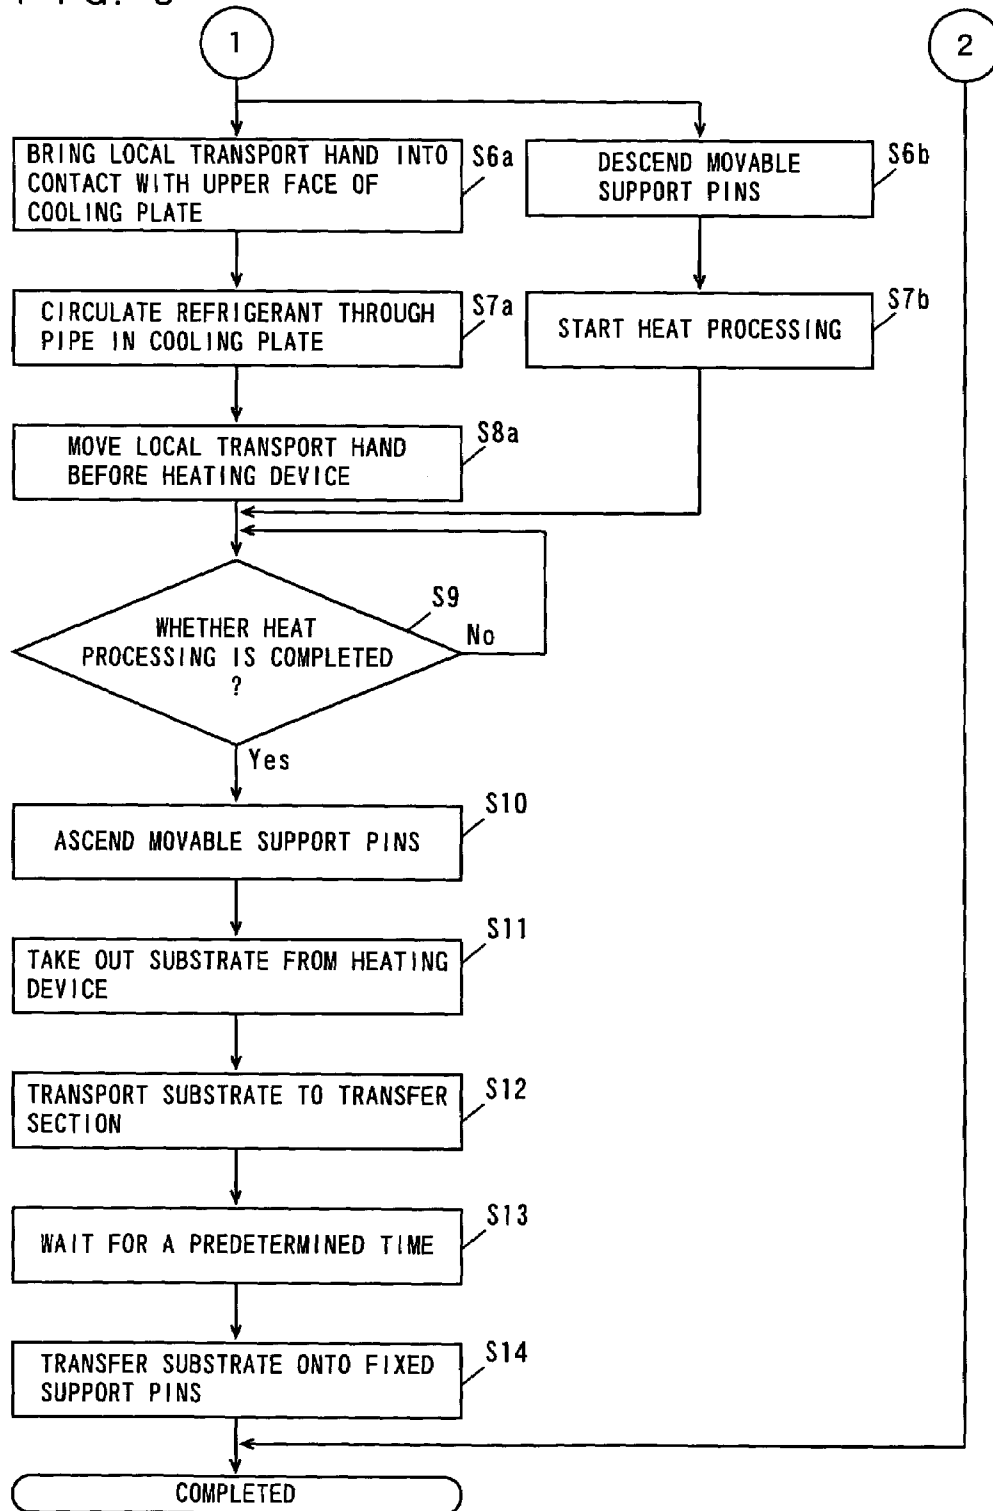 1
2
BRING LOCAL TRANSPORT HAND INTO
CONTACT WITH UPPER FACE OF
COOLING PLATE
S6a
DESCEND MOVABLE
SUPPORT PINS
S6b
CIRCULATE REFRIGERANT THROUGH
PIPE IN COOLING PLATE
S7a
START HEAT PROCESSING
S7b
MOVE LOCAL TRANSPORT HAND
BEFORE HEATING DEVICE
S8a
WHETHER HEAT
PROCESSING IS COMPLETED
?
S9
No
Yes
ASCEND MOVABLE SUPPORT PINS
S10
TAKE OUT SUBSTRATE FROM HEATING
DEVICE
S11
TRANSPORT SUBSTRATE TO TRANSFER
SECTION
S12
WAIT FOR A PREDETERMINED TIME
S13
TRANSFER SUBSTRATE ONTO FIXED
SUPPORT PINS
S14
COMPLETED